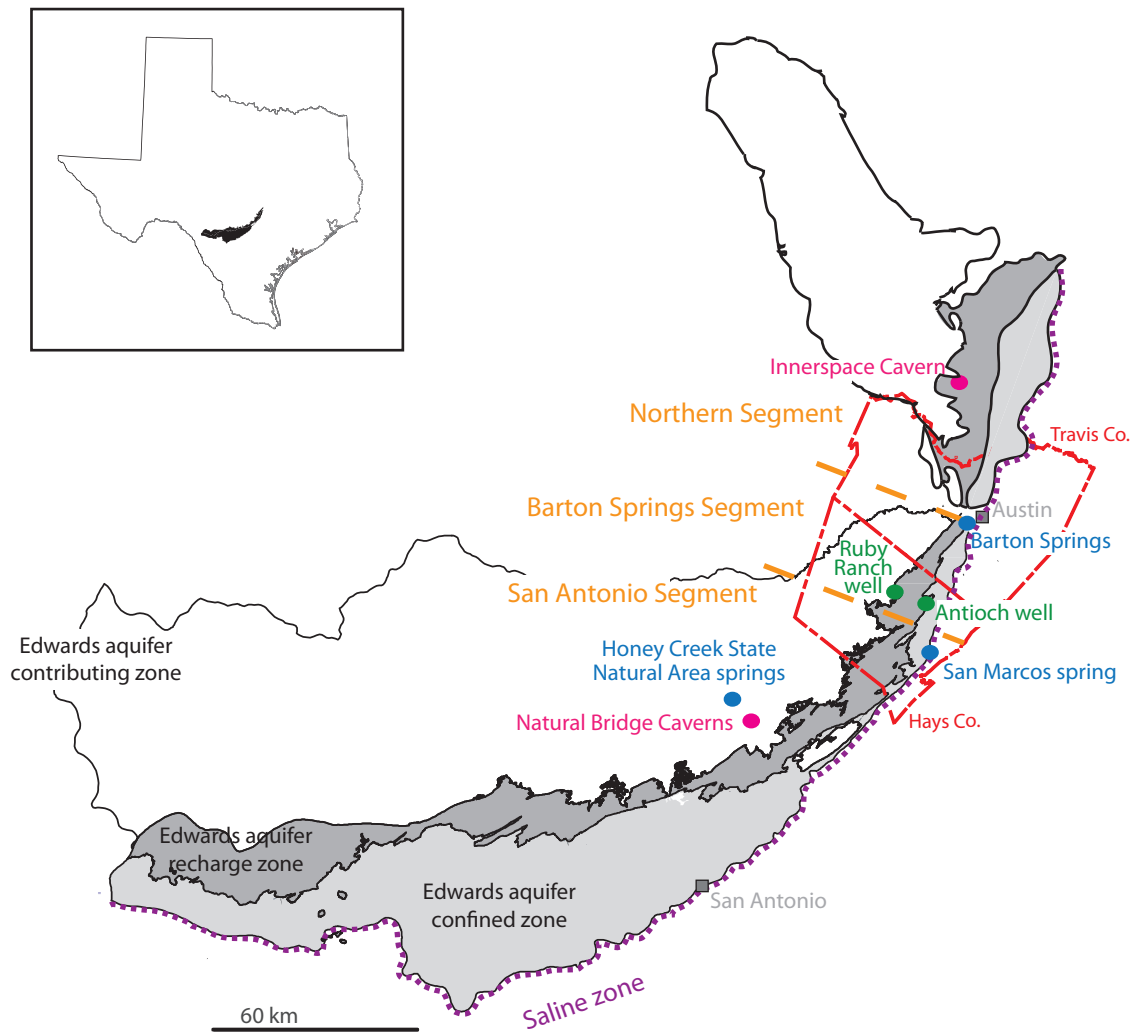 Innerspace Cavern
Northern Segment
Travis Co.
Barton Springs Segment
Austin
Barton Springs
Ruby
Ranch
well
San Antonio Segment
Antioch well
Honey Creek State
Natural Area springs
Edwards aquifer
contributing zone
San Marcos spring
Natural Bridge Caverns
Hays Co.
Edwards aquifer
recharge zone
Edwards aquifer
confined zone
San Antonio
Saline zone
60 km